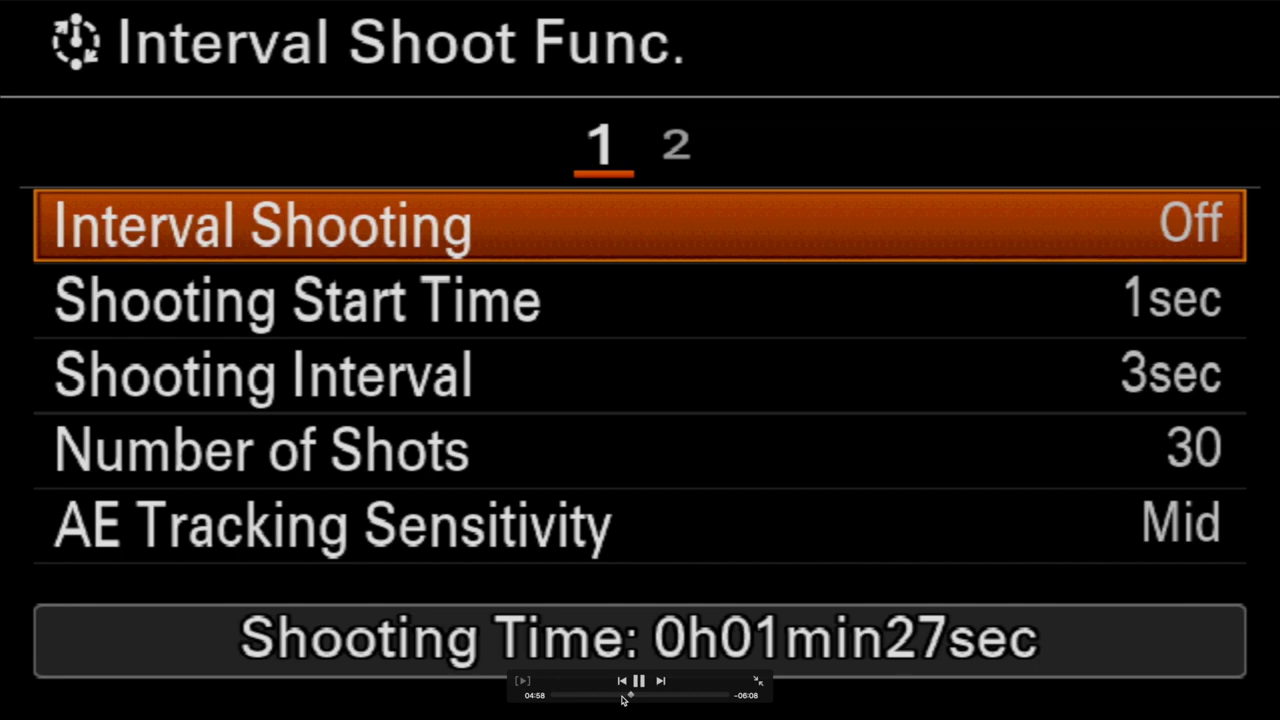 Interval Shoot Func.
1 2
Interval Shooting Off
Shooting Start Time 1sec
Shooting Interval 3sec
Number of Shots 30
AE Tracking Sensitivity Mid
Shooting Time: 0h01min27sec
04:58 -06:08